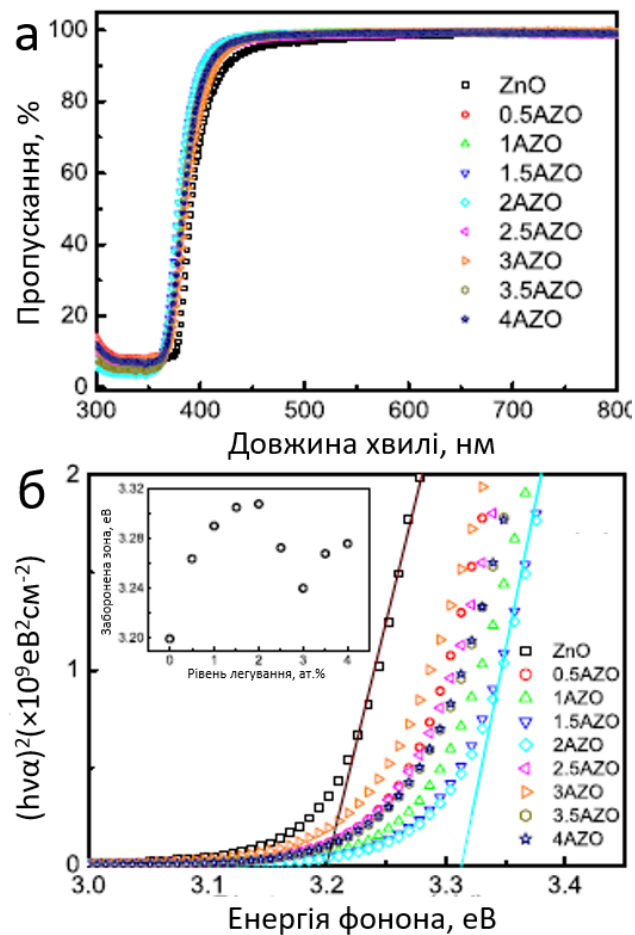 а
Пропускання, %
100
80
60
40
20
0
ZnO
0.5AZO
1AZO
1.5AZO
2AZO
2.5AZO
3AZO
3.5AZO
4AZO
300 400 500 600 700 800
Довжина хвилі, нм
б
(hνα)²(×10⁹eВ²см⁻²)
2
1
0
Заборонена зона, еВ
3.32
3.28
3.24
3.20
0 1 2 3 4
Рівень легування, ат.%
ZnO
0.5AZO
1AZO
1.5AZO
2AZO
2.5AZO
3AZO
3.5AZO
4AZO
3.0 3.1 3.2 3.3 3.4
Енергія фонона, еВ